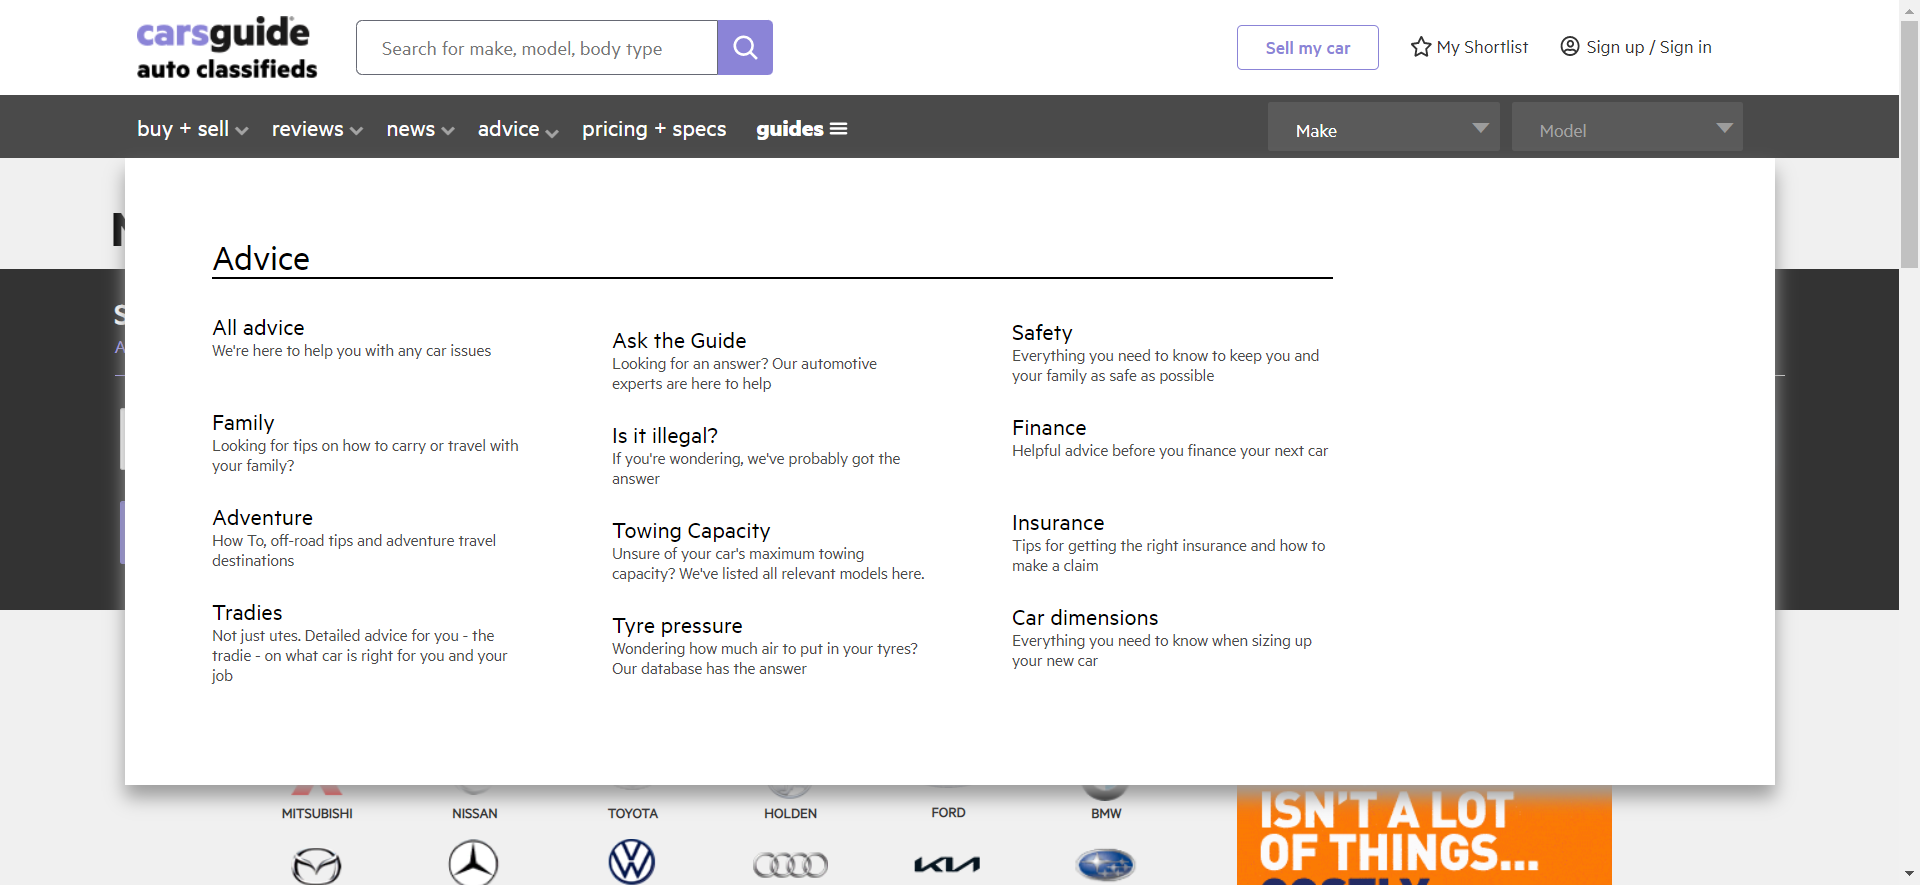 carsguide
auto classifieds
Search for make, model, body type
Sell my car
My Shortlist
Sign up / Sign in
buy + sell
reviews
news
advice
pricing + specs
guides
Make
Model
Advice
All advice
We're here to help you with any car issues
Family
Looking for tips on how to carry or travel with
your family?
Adventure
How To, off-road tips and adventure travel
destinations
Tradies
Not just utes. Detailed advice for you - the
tradie - on what car is right for you and your
job
Ask the Guide
Looking for an answer? Our automotive
experts are here to help
Is it illegal?
If you're wondering, we've probably got the
answer
Towing Capacity
Unsure of your car's maximum towing
capacity? We've listed all relevant models here.
Tyre pressure
Wondering how much air to put in your tyres?
Our database has the answer
Safety
Everything you need to know to keep you and
your family as safe as possible
Finance
Helpful advice before you finance your next car
Insurance
Tips for getting the right insurance and how to
make a claim
Car dimensions
Everything you need to know when sizing up
your new car
MITSUBISHI
NISSAN
TOYOTA
HOLDEN
FORD
BMW
KIA
ISN'T A LOT
OF THINGS...
COSTLY